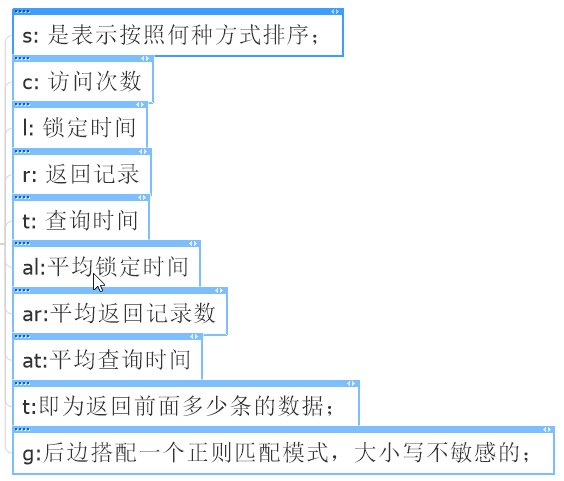 s: 是表示按照何种方式排序；
c: 访问次数
l: 锁定时间
r: 返回记录
t: 查询时间
al:平均锁定时间
ar:平均返回记录数
at:平均查询时间
t:即为返回前面多少条的数据；
g:后边搭配一个正则匹配模式，大小写不敏感的；